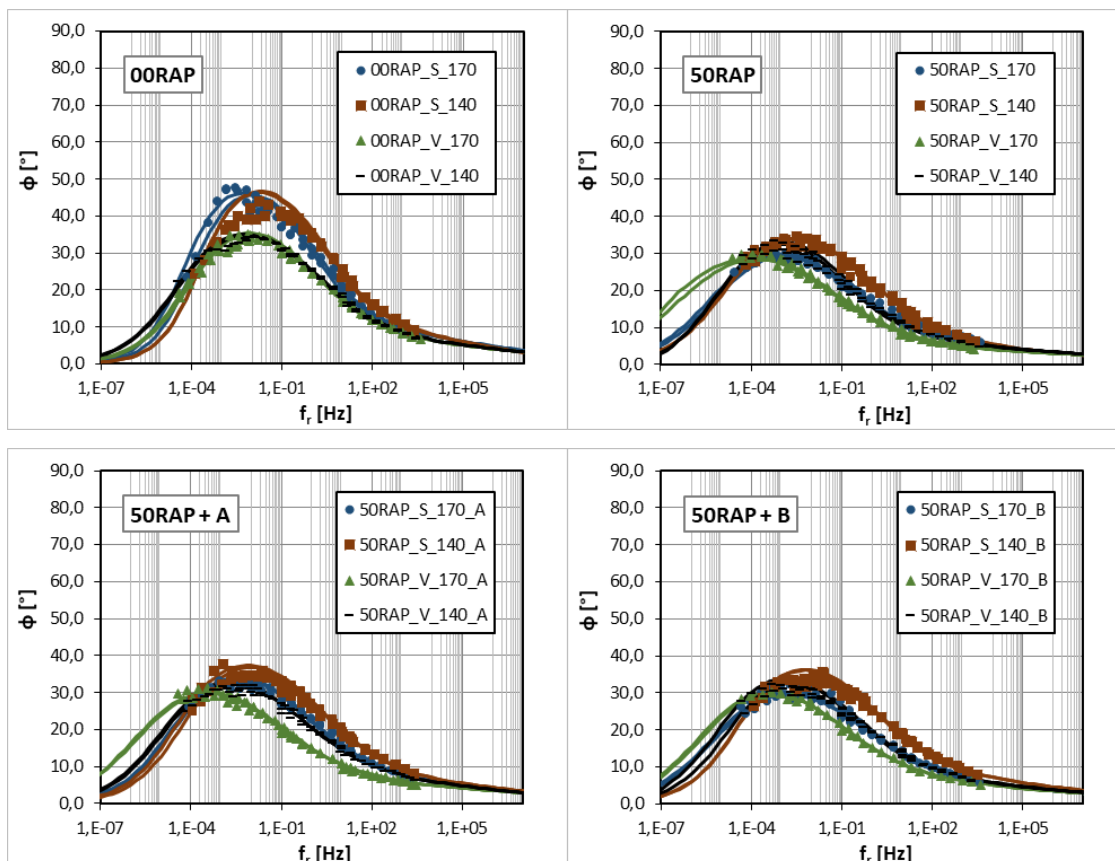 90,0
80,0
70,0
60,0
50,0
40,0
30,0
20,0
10,0
0,0
ϕ [°]
00RAP
00RAP_S_170
00RAP_S_140
00RAP_V_170
00RAP_V_140
1,E-07 1,E-04 1,E-01 1,E+02 1,E+05
fr [Hz]
90,0
80,0
70,0
60,0
50,0
40,0
30,0
20,0
10,0
0,0
ϕ [°]
50RAP
50RAP_S_170
50RAP_S_140
50RAP_V_170
50RAP_V_140
1,E-07 1,E-04 1,E-01 1,E+02 1,E+05
fr [Hz]
90,0
80,0
70,0
60,0
50,0
40,0
30,0
20,0
10,0
0,0
ϕ [°]
50RAP + A
50RAP_S_170_A
50RAP_S_140_A
50RAP_V_170_A
50RAP_V_140_A
1,E-07 1,E-04 1,E-01 1,E+02 1,E+05
fr [Hz]
90,0
80,0
70,0
60,0
50,0
40,0
30,0
20,0
10,0
0,0
ϕ [°]
50RAP + B
50RAP_S_170_B
50RAP_S_140_B
50RAP_V_170_B
50RAP_V_140_B
1,E-07 1,E-04 1,E-01 1,E+02 1,E+05
fr [Hz]